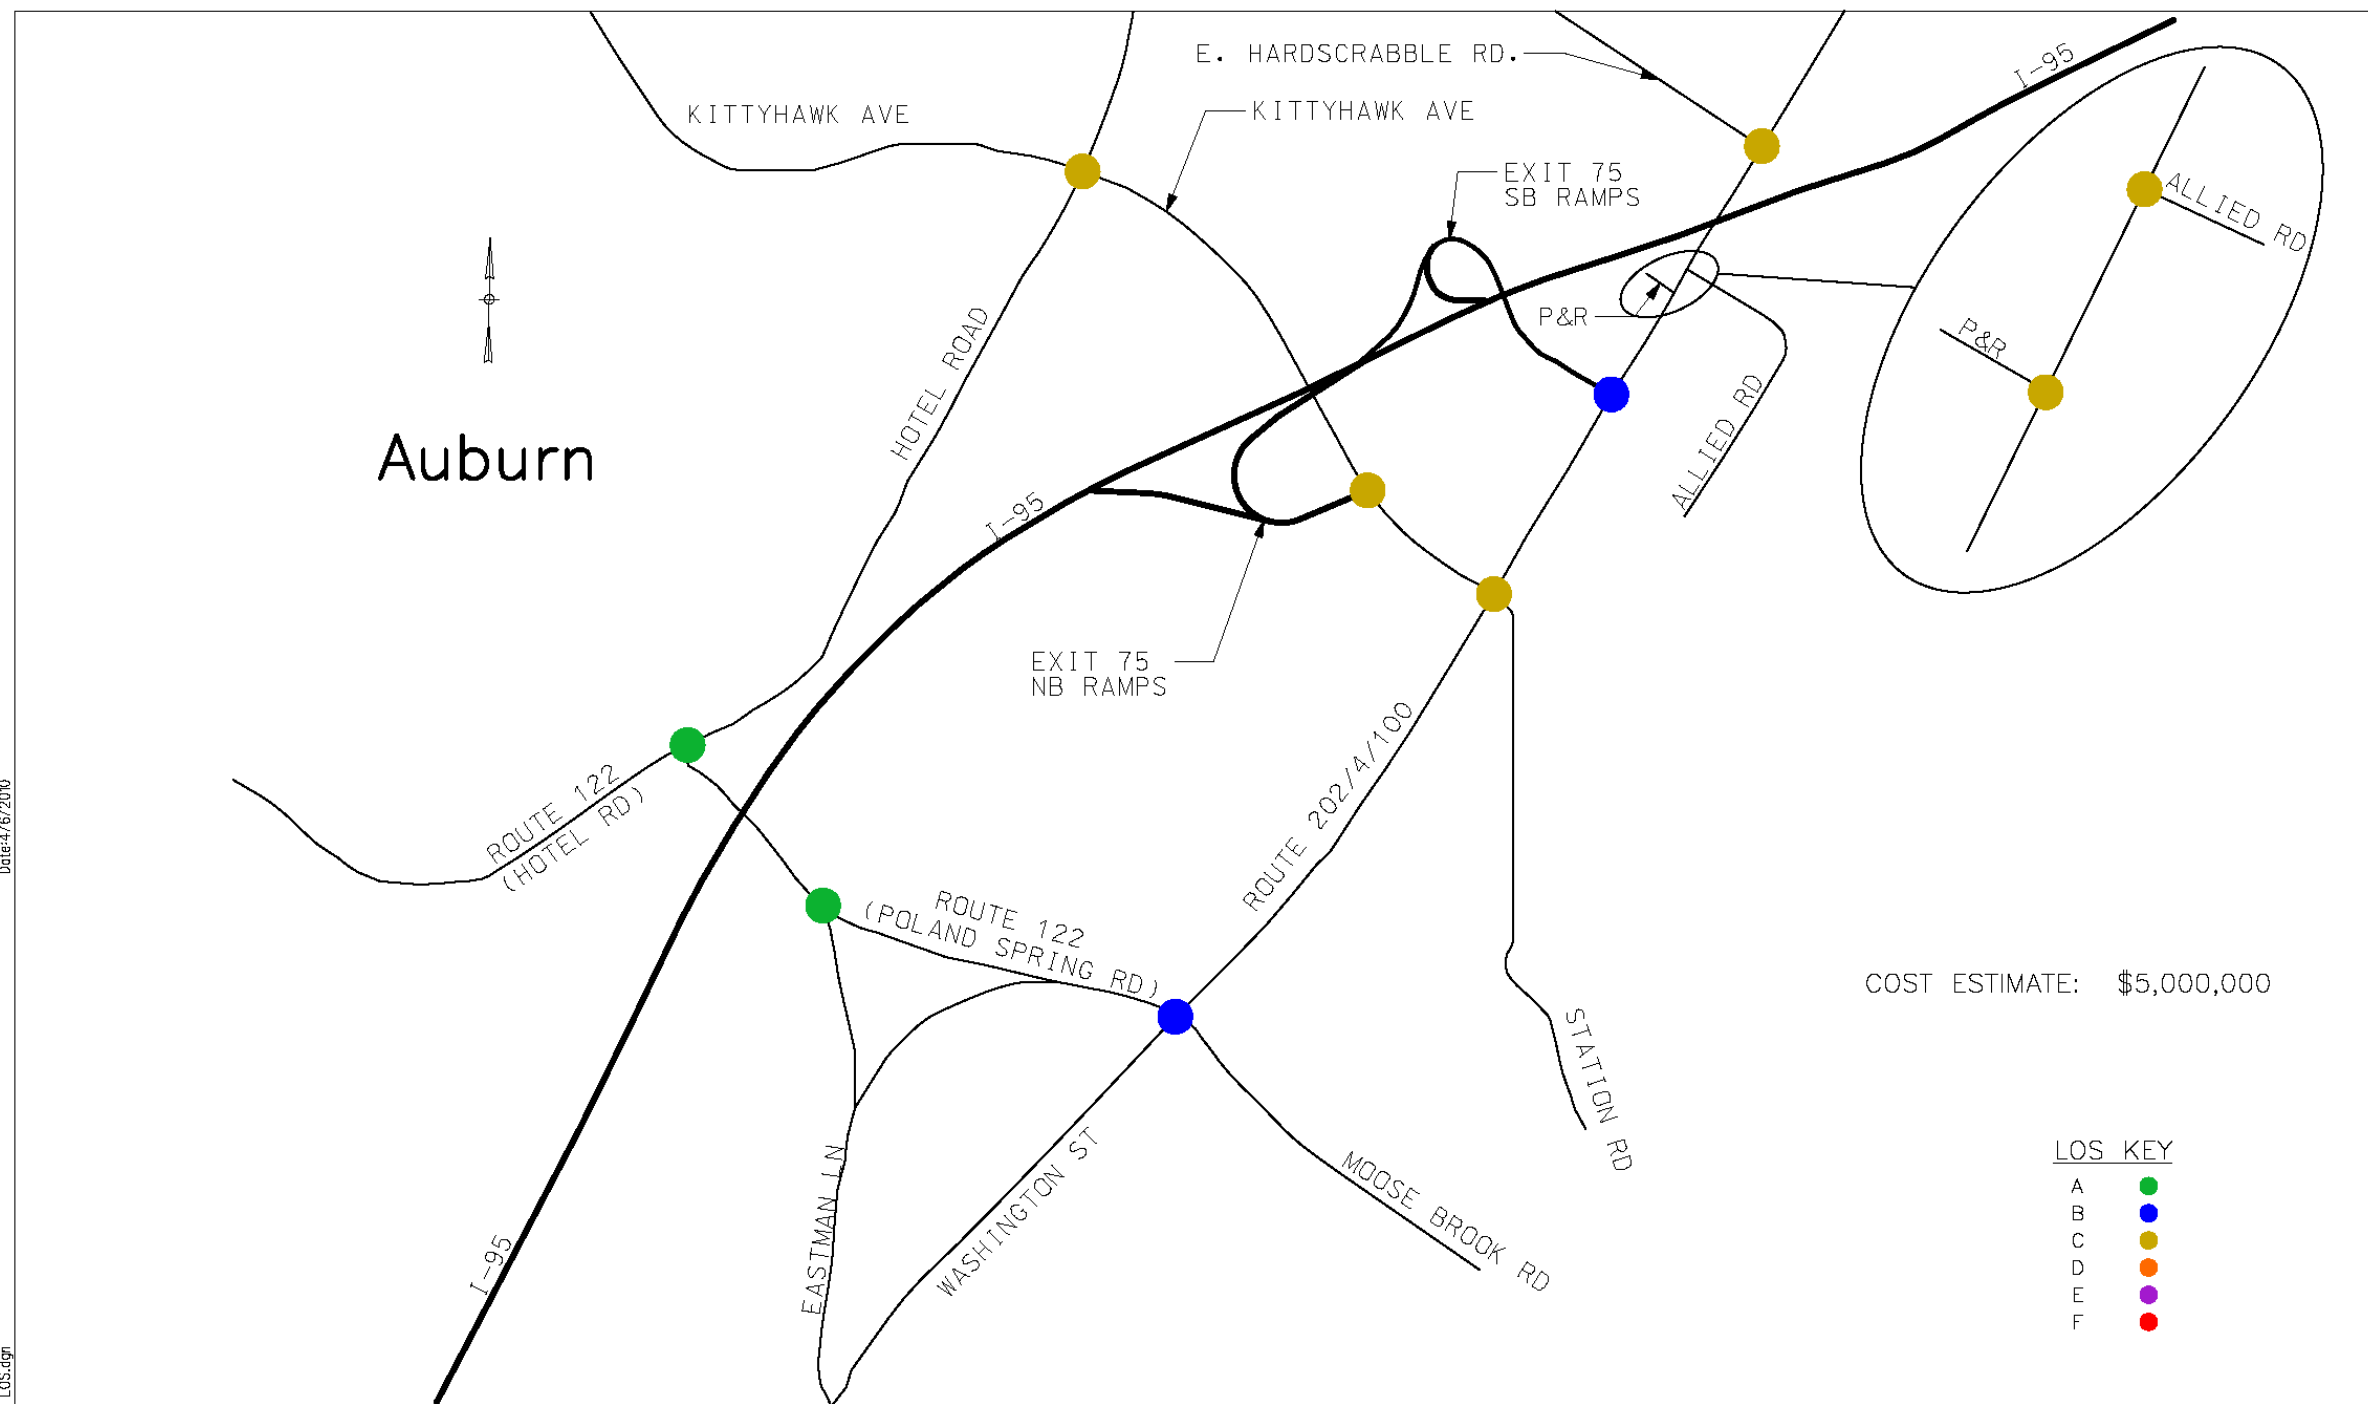 E. HARDSCRABBLE RD.
I-95
KITTYHAWK AVE
KITTYHAWK AVE
EXIT 75
SB RAMPS
ALLIED RD
P&R
P&R
HOTEL ROAD
ALLIED RD
Auburn
I-95
EXIT 75
NB RAMPS
ROUTE 202/4/100
ROUTE 122
(HOTEL RD)
Date:4/6/2010
ROUTE 122
(POLAND SPRING RD)
COST ESTIMATE: $5,000,000
STATION RD
MOOSE BROOK RD
WASHINGTON ST
EASTMAN LN
I-95
LOS KEY
A
B
C
D
E
F
LOS.dgn